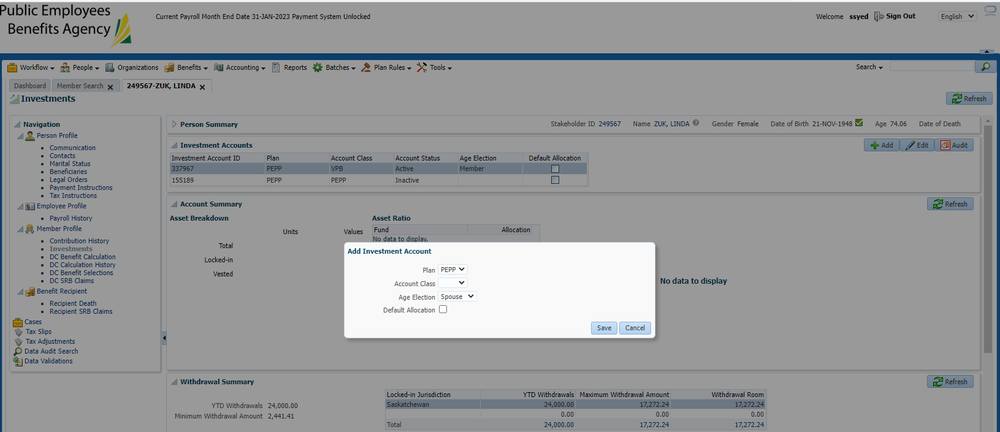 Public Employees
Benefits Agency
Current Payroll Month End Date 31-JAN-2023 Payment System Unlocked
Welcome ssyed Sign Out English
Workflow People Organizations Benefits Accounting Reports Batches Plan Rules Tools Search
Dashboard Member Search 249567-ZUK, LINDA
Investments
Refresh
Navigation
Person Profile
Communication
Contacts
Marital Status
Beneficiaries
Legal Orders
Payment Instructions
Tax Instructions
Employee Profile
Payroll History
Member Profile
Contribution History
Investments
DC Benefit Calculation
DC Calculation History
DC Benefit Selections
DC SRB Claims
Benefit Recipient
Recipient Death
Recipient SRB Claims
Cases
Tax Slips
Tax Adjustments
Data Audit Search
Data Validations
Person Summary Stakeholder ID 249567 Name ZUK, LINDA Gender Female Date of Birth 21-NOV-1948 Age 74.06 Date of Death
Investment Accounts Add Edit Audit
Investment Account ID Plan Account Class Account Status Age Election Default Allocation
337967 PEPP VPB Active Member
155189 PEPP PEPP Inactive
Account Summary Refresh
Asset Breakdown
Units Values
Total
Locked-in
Vested
Asset Ratio
Fund Allocation
No data to display.
No data to display
Add Investment Account
Plan PEPP
Account Class
Age Election Spouse
Default Allocation
Save Cancel
Withdrawal Summary Refresh
YTD Withdrawals 24,000.00
Minimum Withdrawal Amount 2,441.41
Locked-in Jurisdiction YTD Withdrawals Maximum Withdrawal Amount Withdrawal Room
Saskatchewan 24,000.00 17,272.24 17,272.24
0.00 0.00 0.00
Total 24,000.00 17,272.24 17,272.24